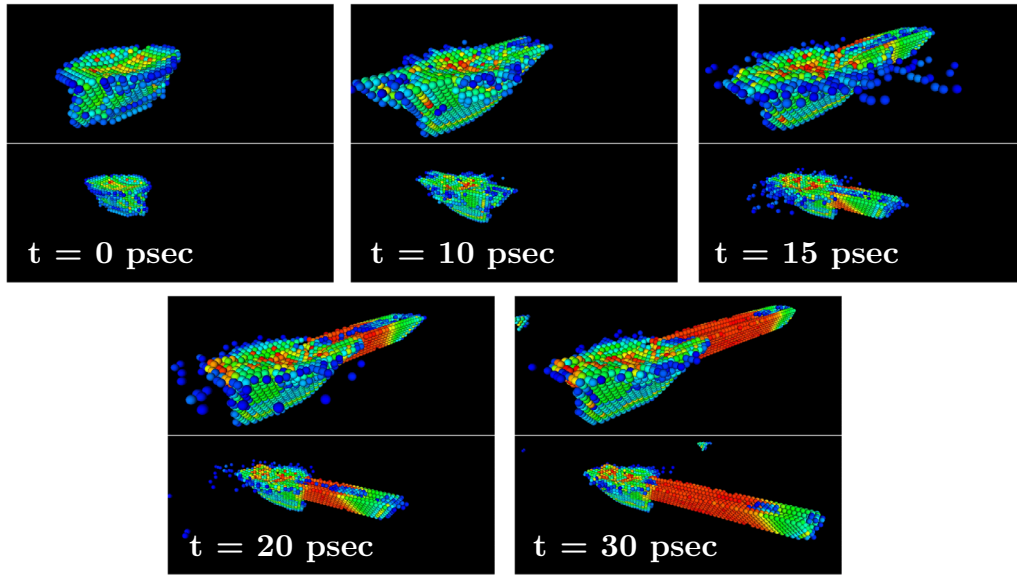 t = 0 psec
t = 10 psec
t = 15 psec
t = 20 psec
t = 30 psec